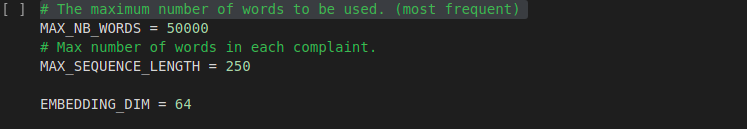 [ ] # The maximum number of words to be used. (most frequent)
MAX_NB_WORDS = 50000
# Max number of words in each complaint.
MAX_SEQUENCE_LENGTH = 250
EMBEDDING_DIM = 64